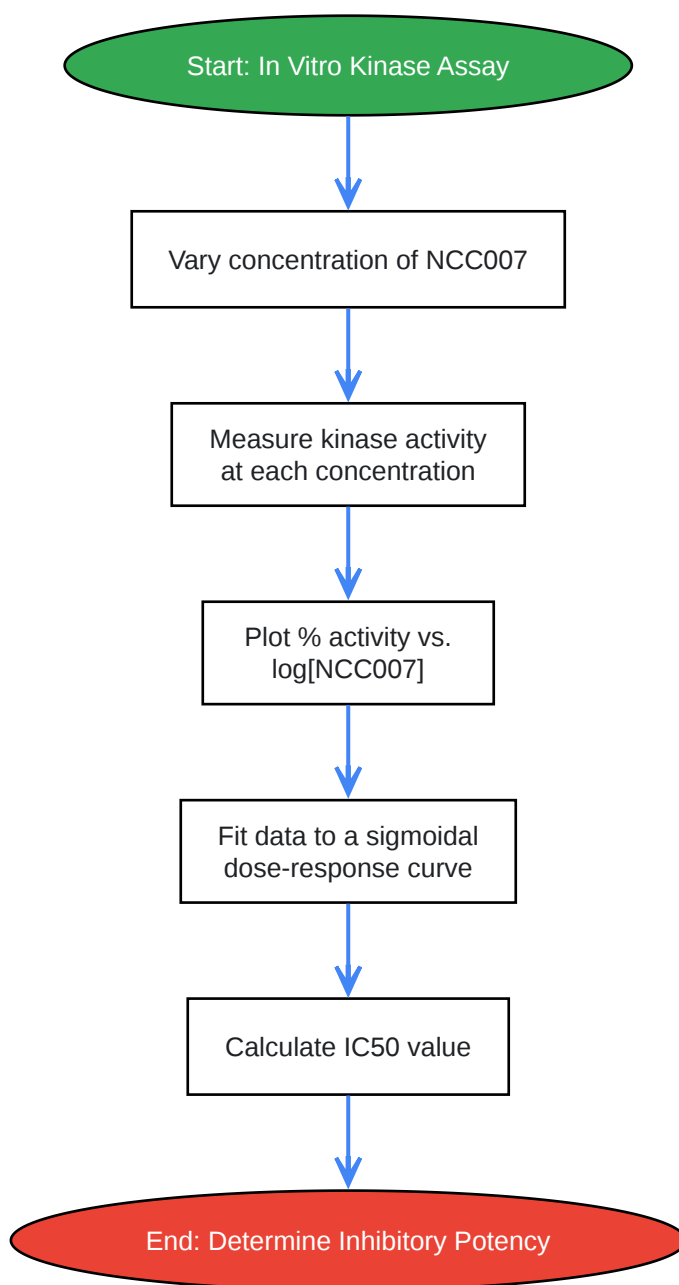 Start: In Vitro Kinase Assay
Vary concentration of NCC007
Measure kinase activity
at each concentration
Plot % activity vs.
log[NCC007]
Fit data to a sigmoidal
dose-response curve
Calculate IC50 value
End: Determine Inhibitory Potency